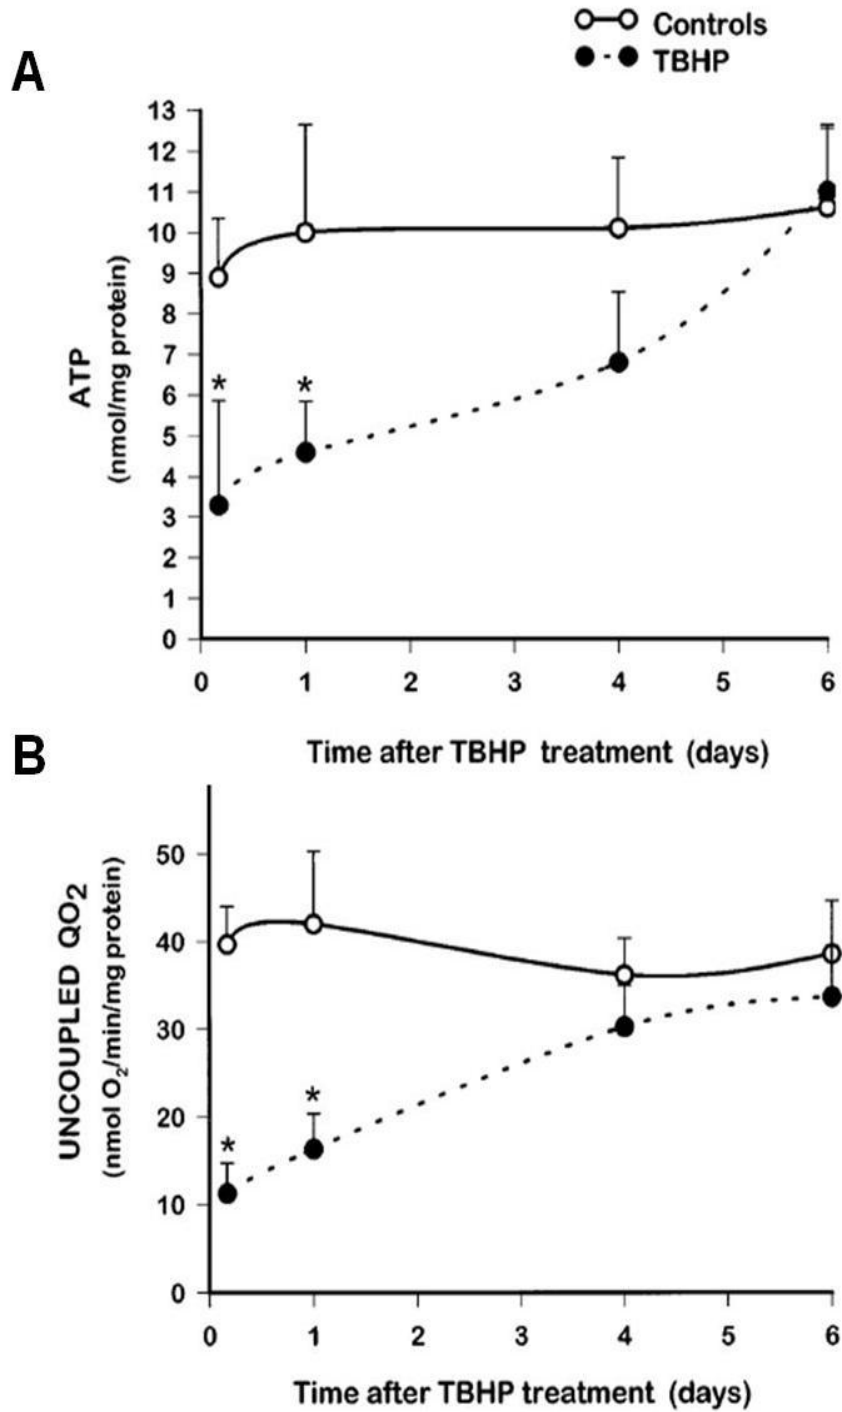 Controls
TBHP
A
13
12
11
10
9
8
7
6
5
4
3
2
1
0
ATP
(nmol/mg protein)
*
*
0 1 2 3 4 5 6
Time after TBHP treatment (days)
B
50
40
30
20
10
0
UNCOUPLED QO2
(nmol O2/min/mg protein)
*
*
0 1 2 3 4 5 6
Time after TBHP treatment (days)